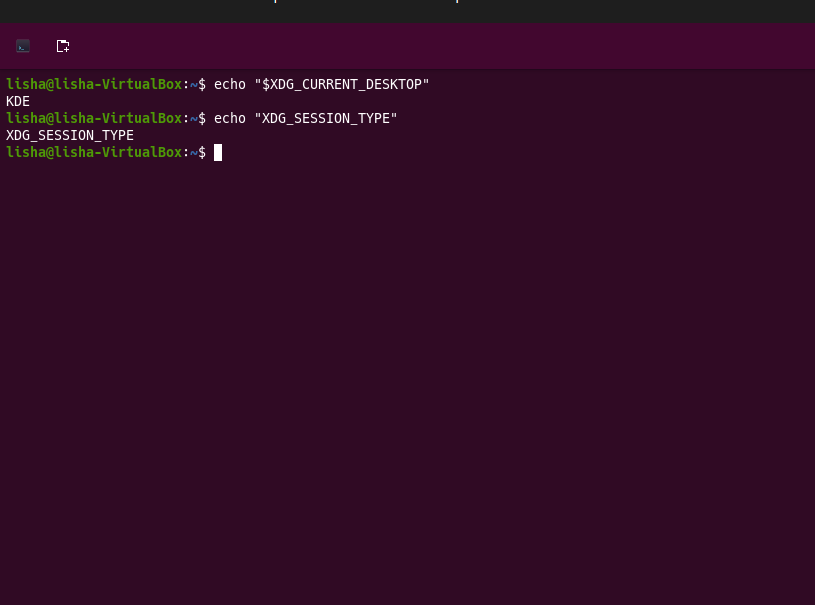 lisha@lisha-VirtualBox:~$ echo "$XDG_CURRENT_DESKTOP"
KDE
lisha@lisha-VirtualBox:~$ echo "XDG_SESSION_TYPE"
XDG_SESSION_TYPE
lisha@lisha-VirtualBox:~$